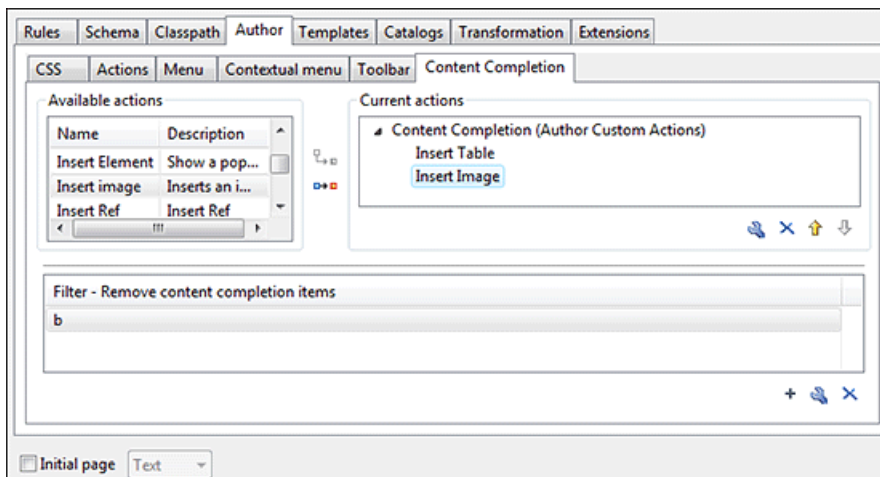 Rules Schema Classpath Author Templates Catalogs Transformation Extensions
CSS Actions Menu Contextual menu Toolbar Content Completion
Available actions
Name Description
Insert Element Show a pop...
Insert image Inserts an i...
Insert Ref Insert Ref
Current actions
Content Completion (Author Custom Actions)
Insert Table
Insert Image
Filter - Remove content completion items
b
Initial page Text